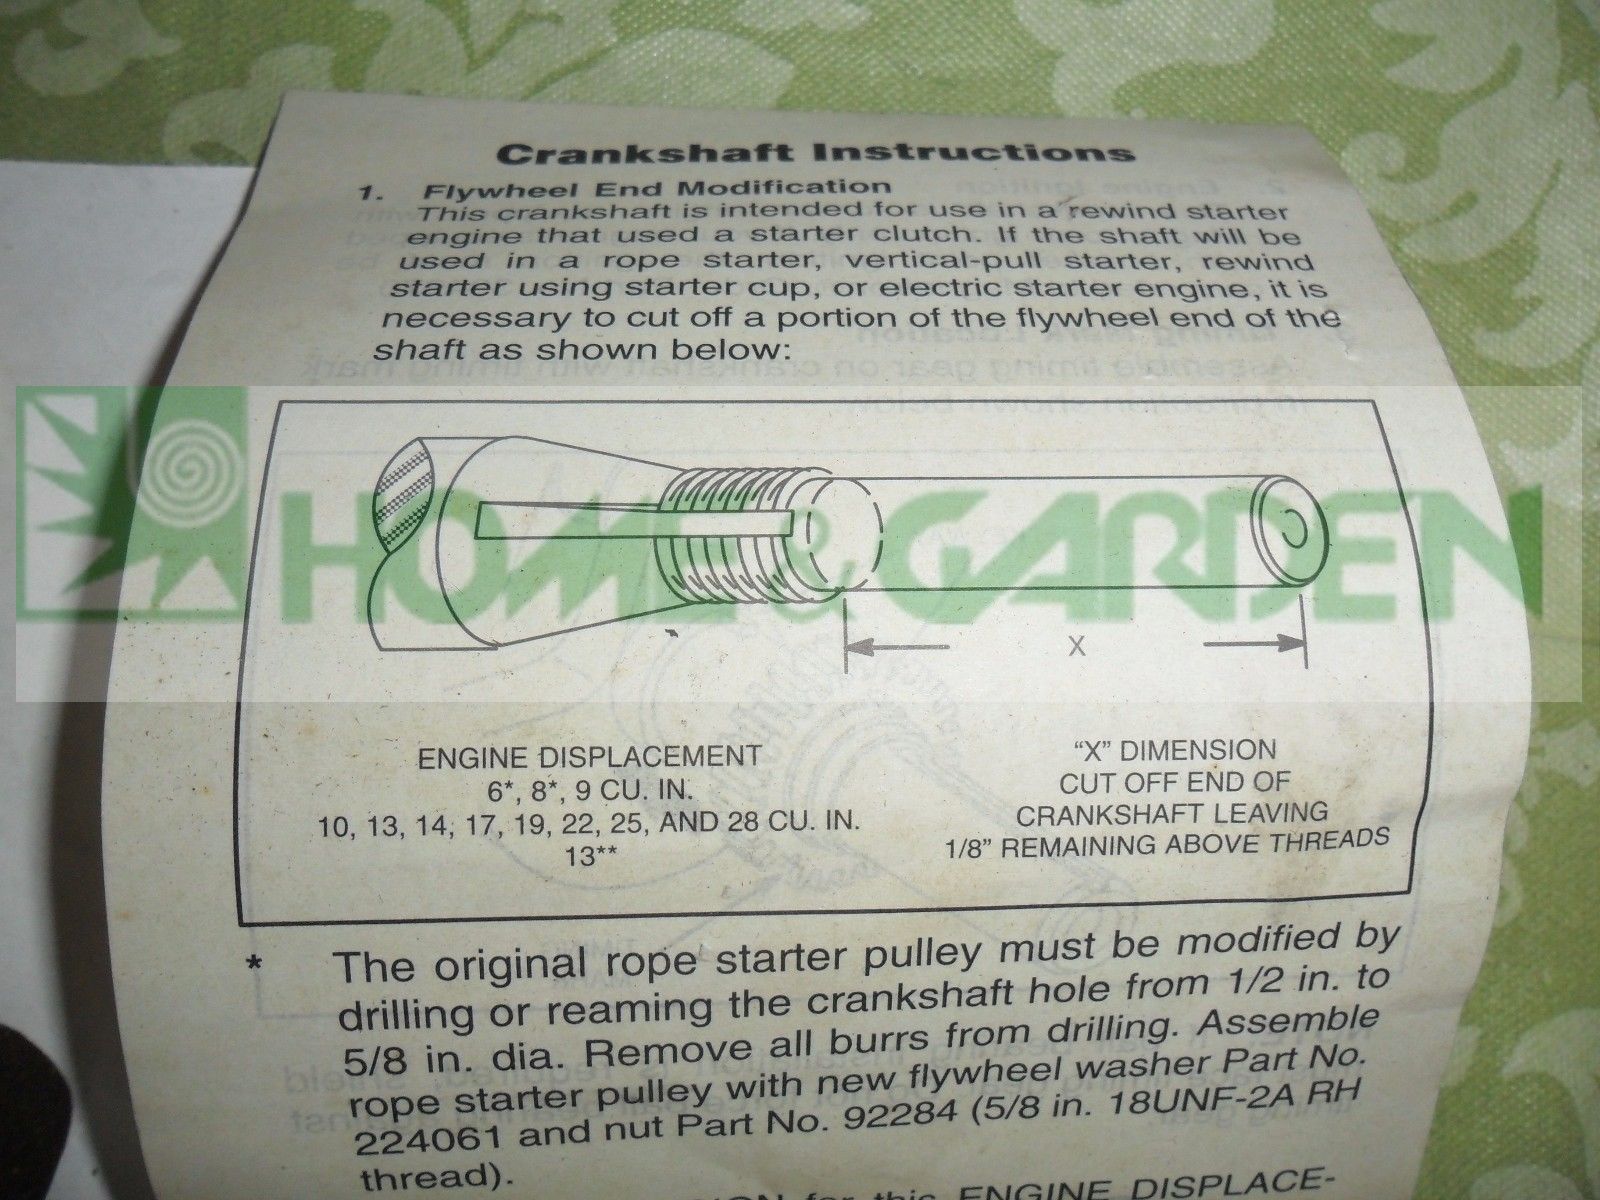 Crankshaft Instructions
1. Flywheel End Modification
This crankshaft is intended for use in a rewind starter
engine that used a starter clutch. If the shaft will be
used in a rope starter, vertical-pull starter, rewind
starter using starter cup, or electric starter engine, it is
necessary to cut off a portion of the flywheel end of the
shaft as shown below:
HOME & GARDEN
X
ENGINE DISPLACEMENT
6*, 8*, 9 CU. IN.
10, 13, 14, 17, 19, 22, 25, AND 28 CU. IN.
13**
“X” DIMENSION
CUT OFF END OF
CRANKSHAFT LEAVING
1/8” REMAINING ABOVE THREADS
* The original rope starter pulley must be modified by
drilling or reaming the crankshaft hole from 1/2 in. to
5/8 in. dia. Remove all burrs from drilling. Assemble
rope starter pulley with new flywheel washer Part No.
224061 and nut Part No. 92284 (5/8 in. 18UNF-2A RH
thread).
for this ENGINE DISPLACE-